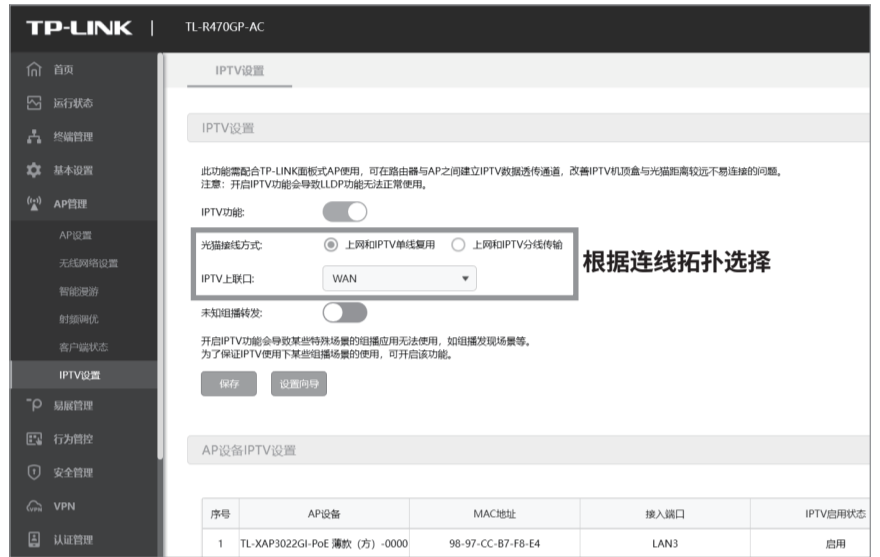 TP-LINK | TL-R470GP-AC
首页
运行状态
终端管理
基本设置
AP管理
AP设置
无线网络设置
智能漫游
射频调优
客户端状态
IPTV设置
易展管理
行为管控
安全管理
VPN
认证管理
IPTV设置
IPTV设置
此功能需配合TP-LINK面板式AP使用，可在路由器与AP之间建立IPTV数据透传通道，改善IPTV机顶盒与光猫距离较远不易连接的问题。
注意：开启IPTV功能会导致LLDP功能无法正常使用。
IPTV功能:
光猫接线方式: 上网和IPTV单线复用 上网和IPTV分线传输
IPTV上联口: WAN
根据连线拓扑选择
未知组播转发:
开启IPTV功能会导致某些特殊场景的组播应用无法使用，如组播发现场景等。
为了保证IPTV使用下某些组播场景的使用，可开启该功能。
保存 设置向导
AP设备IPTV设置
序号 AP设备 MAC地址 接入端口 IPTV启用状态
1 TL-XAP3022GI-PoE 薄款（方）-0000 98-97-CC-B7-F8-E4 LAN3 启用